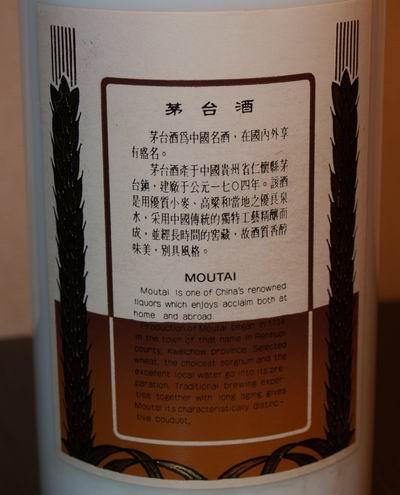 茅台酒
茅台酒爲中國名酒，在國內外享
有盛名。
茅台酒產于中國貴州省仁懷縣茅
台鎮，建廠于公元一七〇四年。該酒
是用優質小麥、高粱和當地之優良泉
水，采用中國傳統的獨特工藝精釀而
成，並經長時間的窖藏，故酒質香醇
味美，別具風格。
MOUTAI
Moutai is one of China's renowned
liquors which enjoys acclaim both at
home and abroad.
Production of Moutai began in 1704
in the town of that name in Renhuai
county, Kweichow province. Selected
wheat, the choicest sorghum and the
excellent local water go into its pre-
paration. Traditional brewing exper-
tise together with long aging gives
Moutai its characteristically distinc-
tive bouquet.